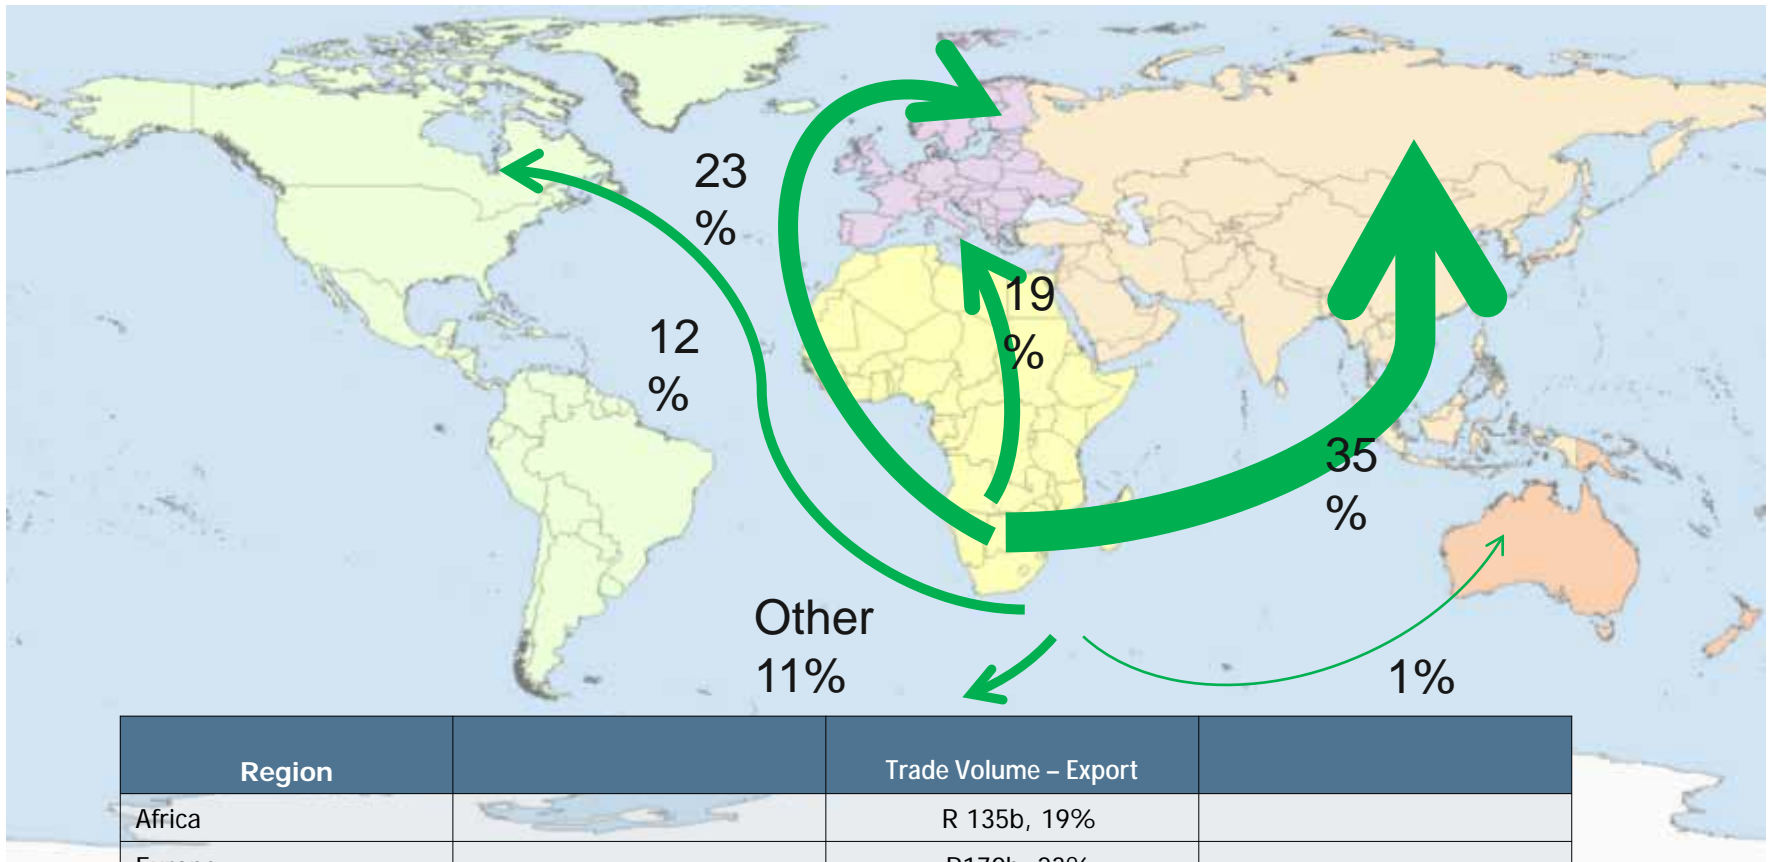 23
%
19
%
12
%
35
%
Other
11%
1%
Region
Trade Volume – Export
Africa
R 135b, 19%